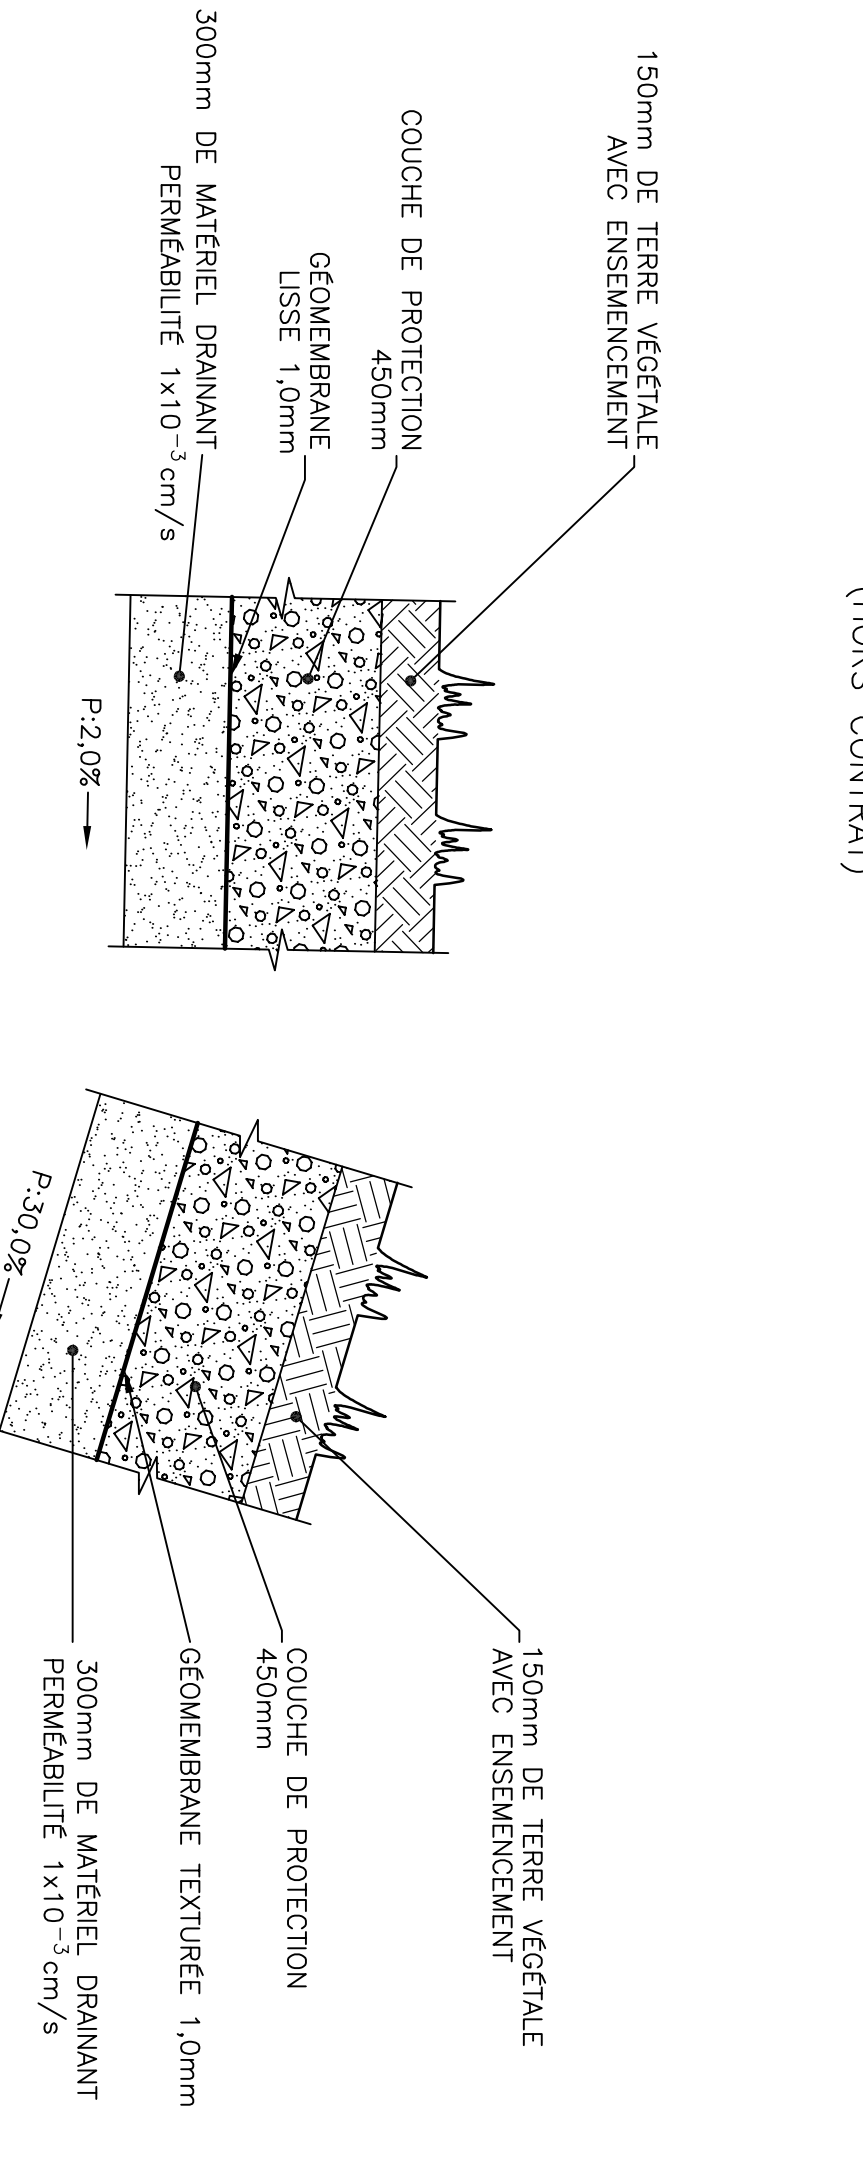 (HORS CONTRAT)
150mm DE TERRE VÉGÉTALE
AVEC ENSEMENCEMENT
COUCHE DE PROTECTION
450mm
GÉOMEMBRANE
LISSE 1,0mm
300mm DE MATÉRIEL DRAINANT
PERMÉABILITÉ 1x10⁻³cm/s
P:2,0%
150mm DE TERRE VÉGÉTALE
AVEC ENSEMENCEMENT
COUCHE DE PROTECTION
450mm
GÉOMEMBRANE TEXTURÉE 1,0mm
300mm DE MATÉRIEL DRAINANT
PERMÉABILITÉ 1x10⁻³cm/s
P:30,0%